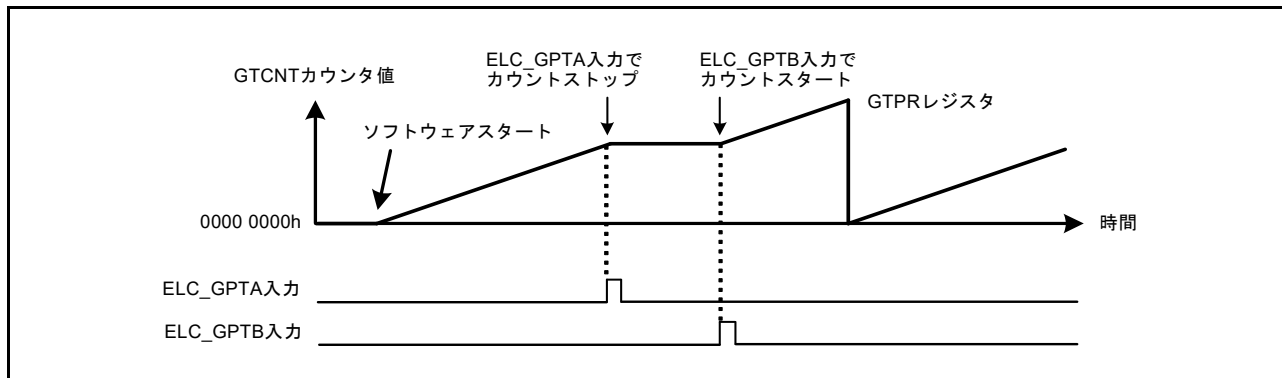 ELC_GPTA入力で
カウントストップ
ELC_GPTB入力で
カウントスタート
GTCNTカウンタ値
GTPRレジスタ
ソフトウェアスタート
0000 0000h
時間
ELC_GPTA入力
ELC_GPTB入力